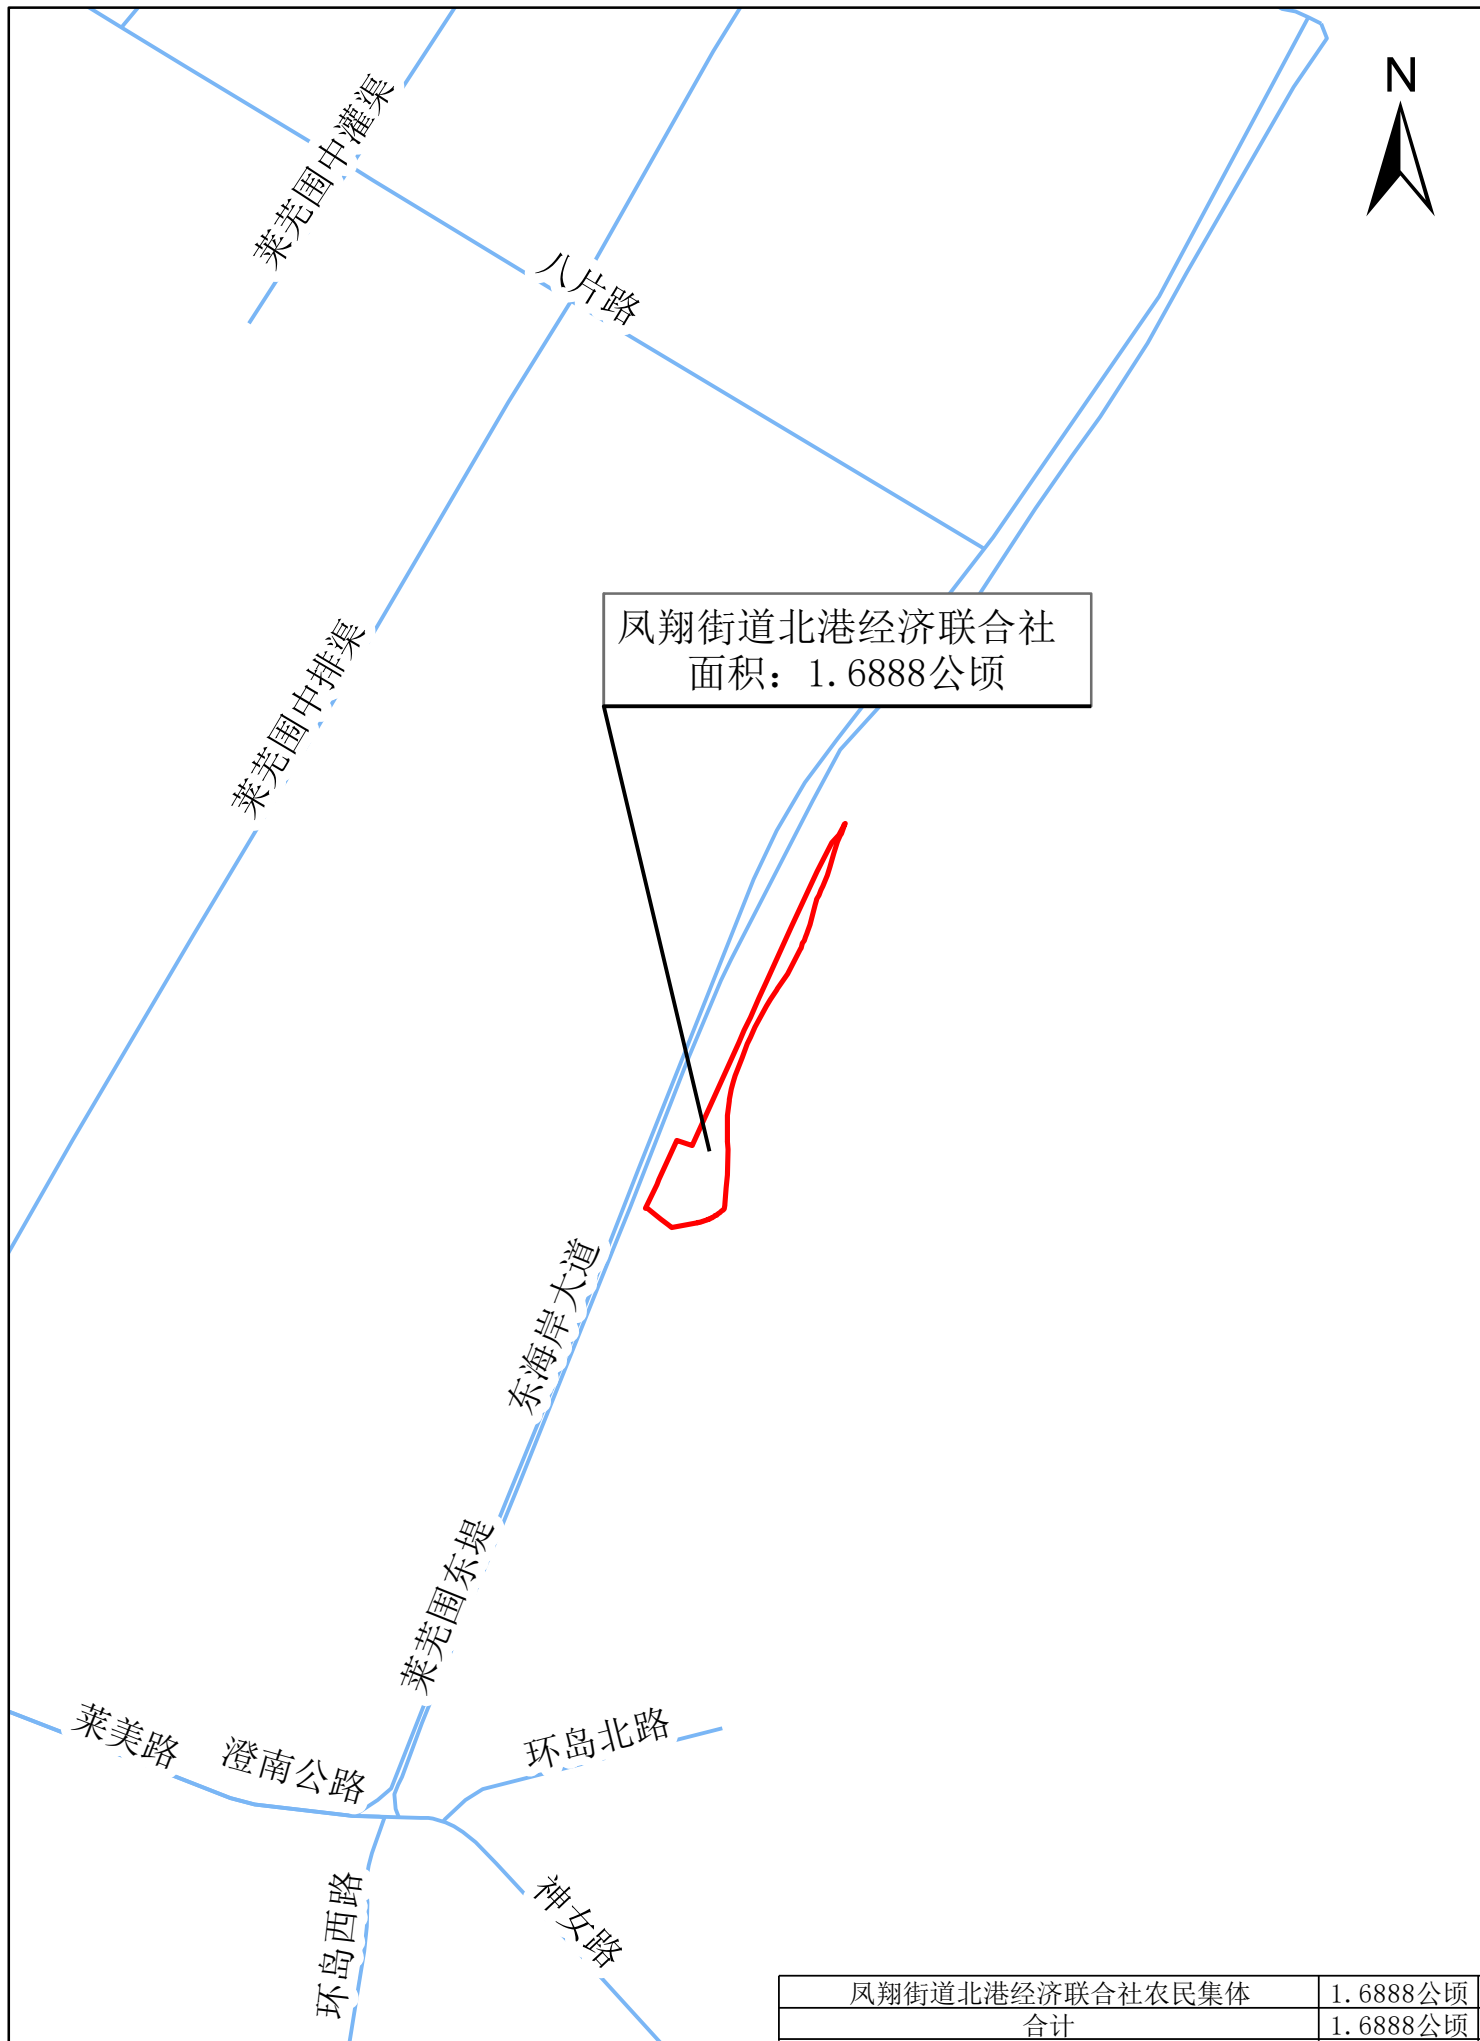 N
莱芜围中灌渠
八片路
凤翔街道北港经济联合社
面积：1.6888公顷
莱芜围中排渠
东海岸大道
莱芜围东堤
莱美路
澄南公路
环岛北路
环岛西路
神女路
凤翔街道北港经济联合社农民集体 1.6888公顷
合计 1.6888公顷